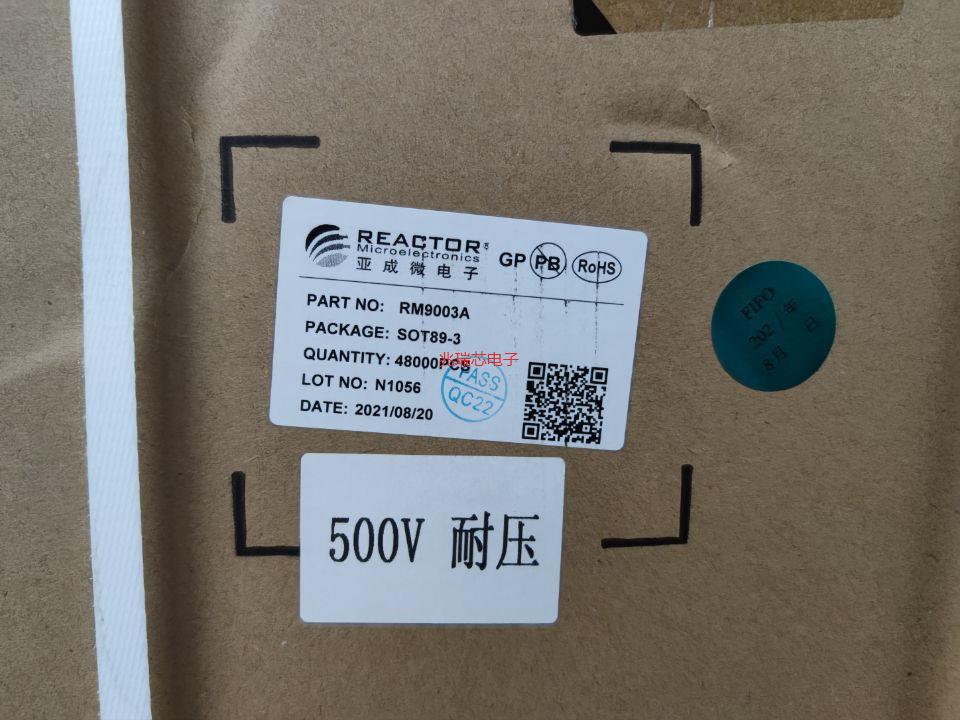 REACTOR
Microelectronics
亚成微电子
GP PB RoHS
PART NO: RM9003A
PACKAGE: SOT89-3
QUANTITY: 48000PCS
兆瑞芯电子
LOT NO: N1056
PASS
QC22
DATE: 2021/08/20
500V 耐压
FIFO
202 年
8月 日